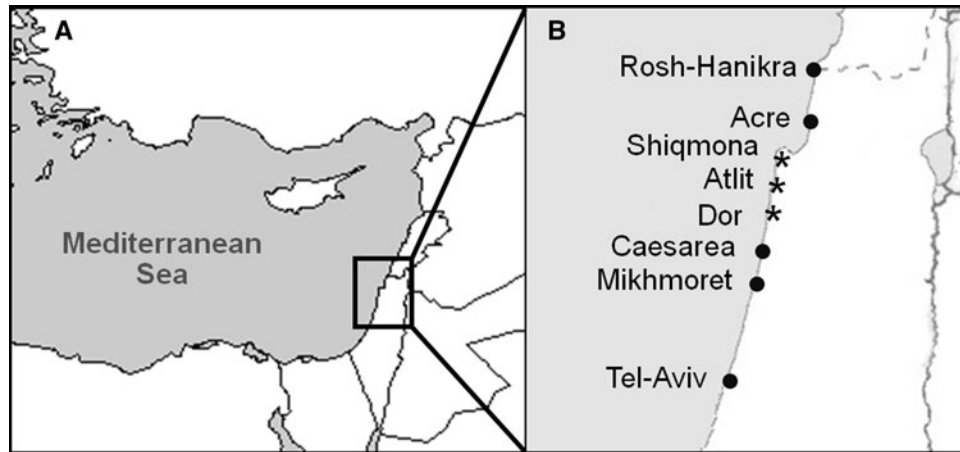 A
Mediterranean
Sea
B
Rosh-Hanikra
Acre
Shiqmona
Atlit
Dor
Caesarea
Mikhmoret
Tel-Aviv